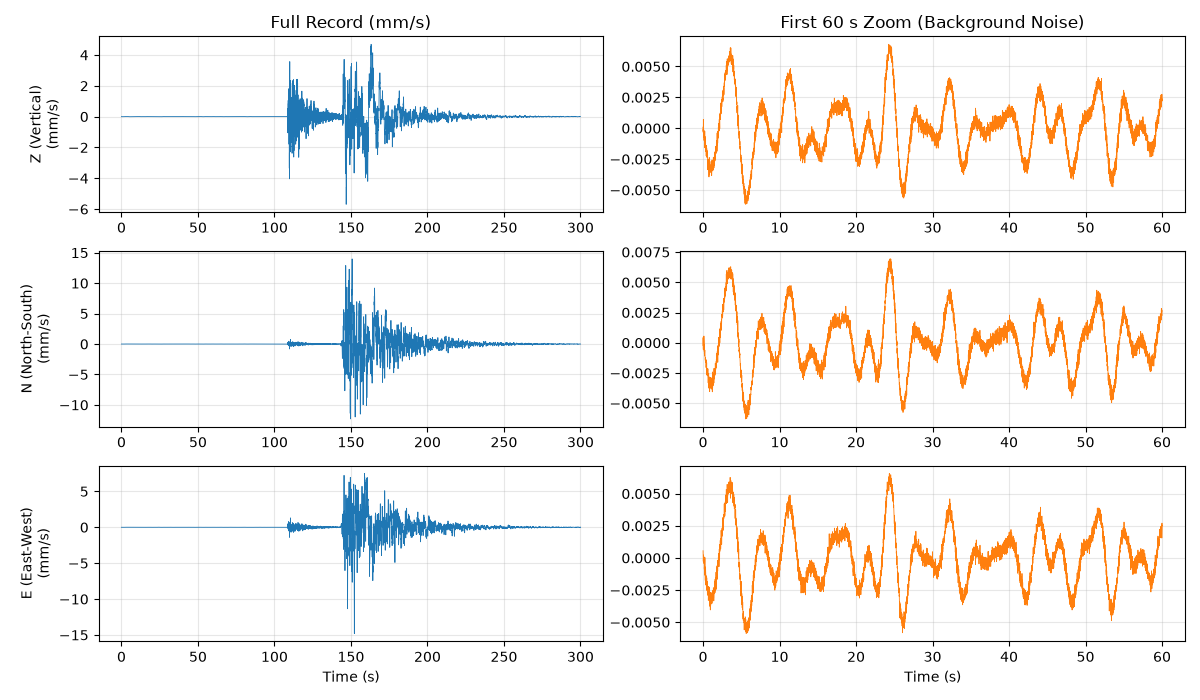 Full Record (mm/s)
First 60 s Zoom (Background Noise)
Z (Vertical)
(mm/s)
4
2
0
−2
−4
−6
0 50 100 150 200 250 300
0.0050
0.0025
0.0000
−0.0025
−0.0050
0 10 20 30 40 50 60
N (North-South)
(mm/s)
15
10
5
0
−5
−10
0 50 100 150 200 250 300
0.0075
0.0050
0.0025
0.0000
−0.0025
−0.0050
0 10 20 30 40 50 60
E (East-West)
(mm/s)
5
0
−5
−10
−15
0 50 100 150 200 250 300
Time (s)
0.0050
0.0025
0.0000
−0.0025
−0.0050
0 10 20 30 40 50 60
Time (s)